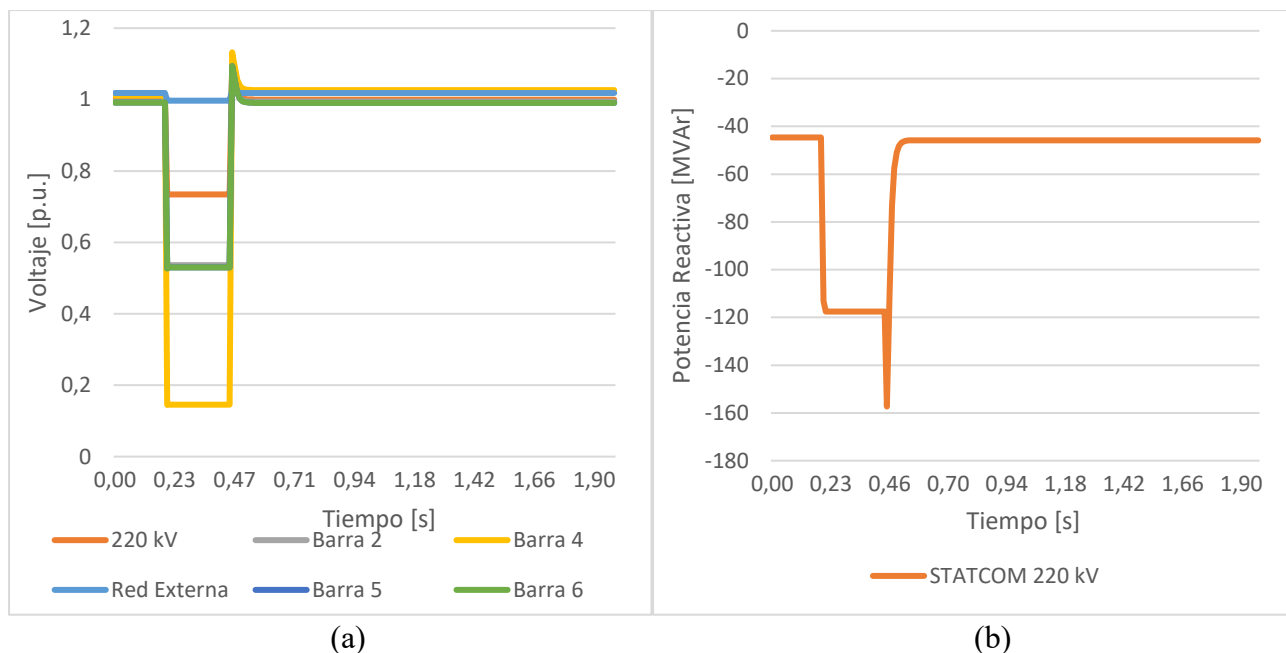 Voltaje [p.u.]
1,2
1
0,8
0,6
0,4
0,2
0
0,00 0,23 0,47 0,71 0,94 1,18 1,42 1,66 1,90
Tiempo [s]
220 kV Barra 2 Barra 4
Red Externa Barra 5 Barra 6
(a)
Potencia Reactiva [MVAr]
0
-20
-40
-60
-80
-100
-120
-140
-160
-180
0,00 0,23 0,46 0,70 0,94 1,18 1,42 1,66 1,90
Tiempo [s]
STATCOM 220 kV
(b)